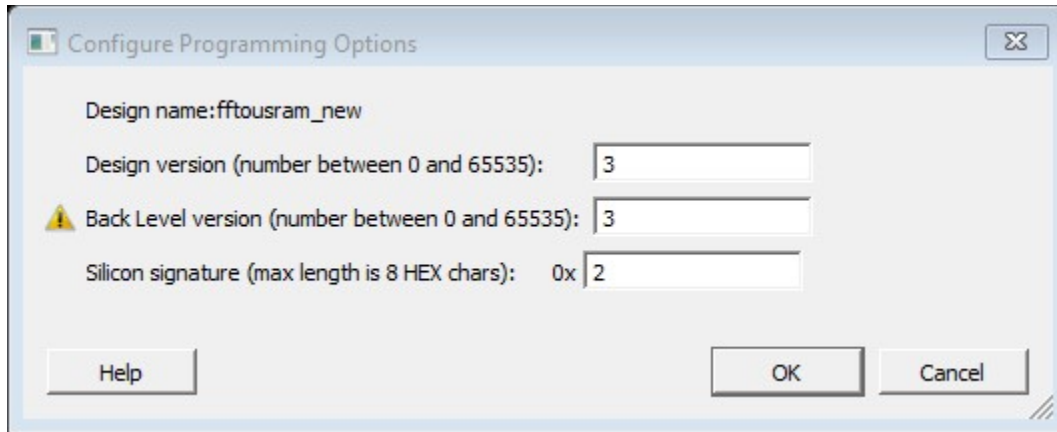 Configure Programming Options
Design name:fftousram_new
Design version (number between 0 and 65535): 3
Back Level version (number between 0 and 65535): 3
Silicon signature (max length is 8 HEX chars): 0x 2
Help OK Cancel